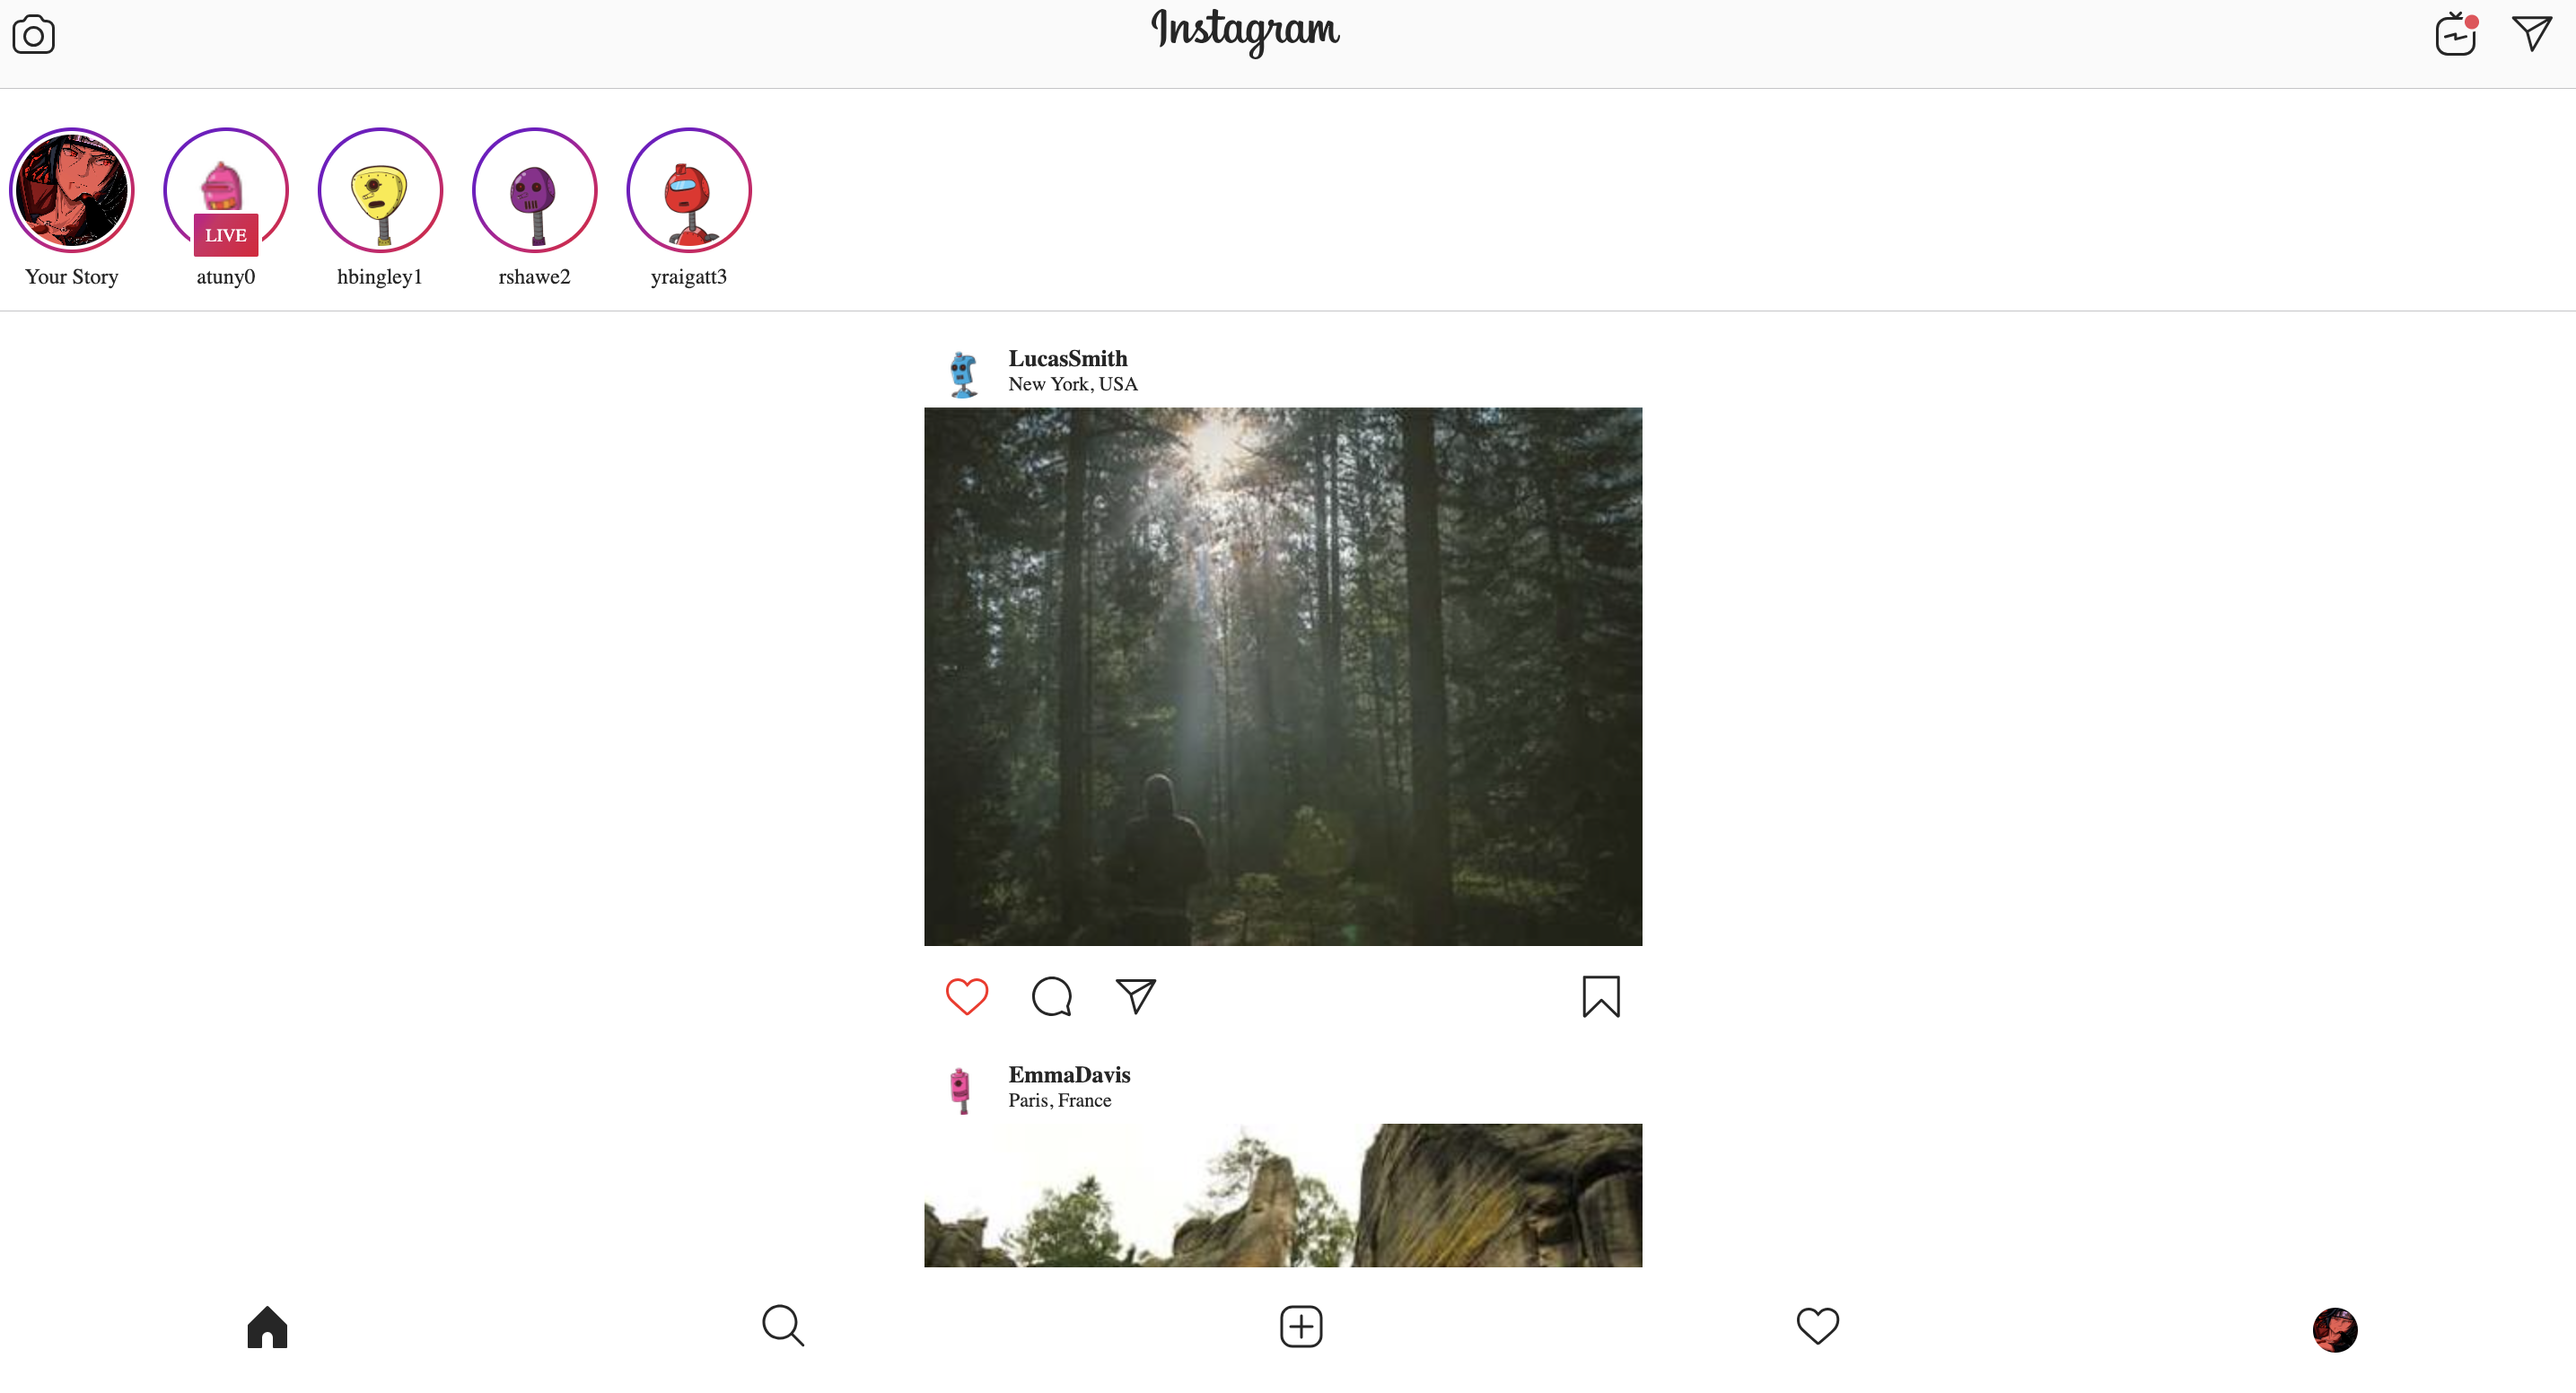 Instagram
LIVE
Your Story
atuny0
hbingley1
rshawe2
yraigatt3
LucasSmith
New York, USA
EmmaDavis
Paris, France